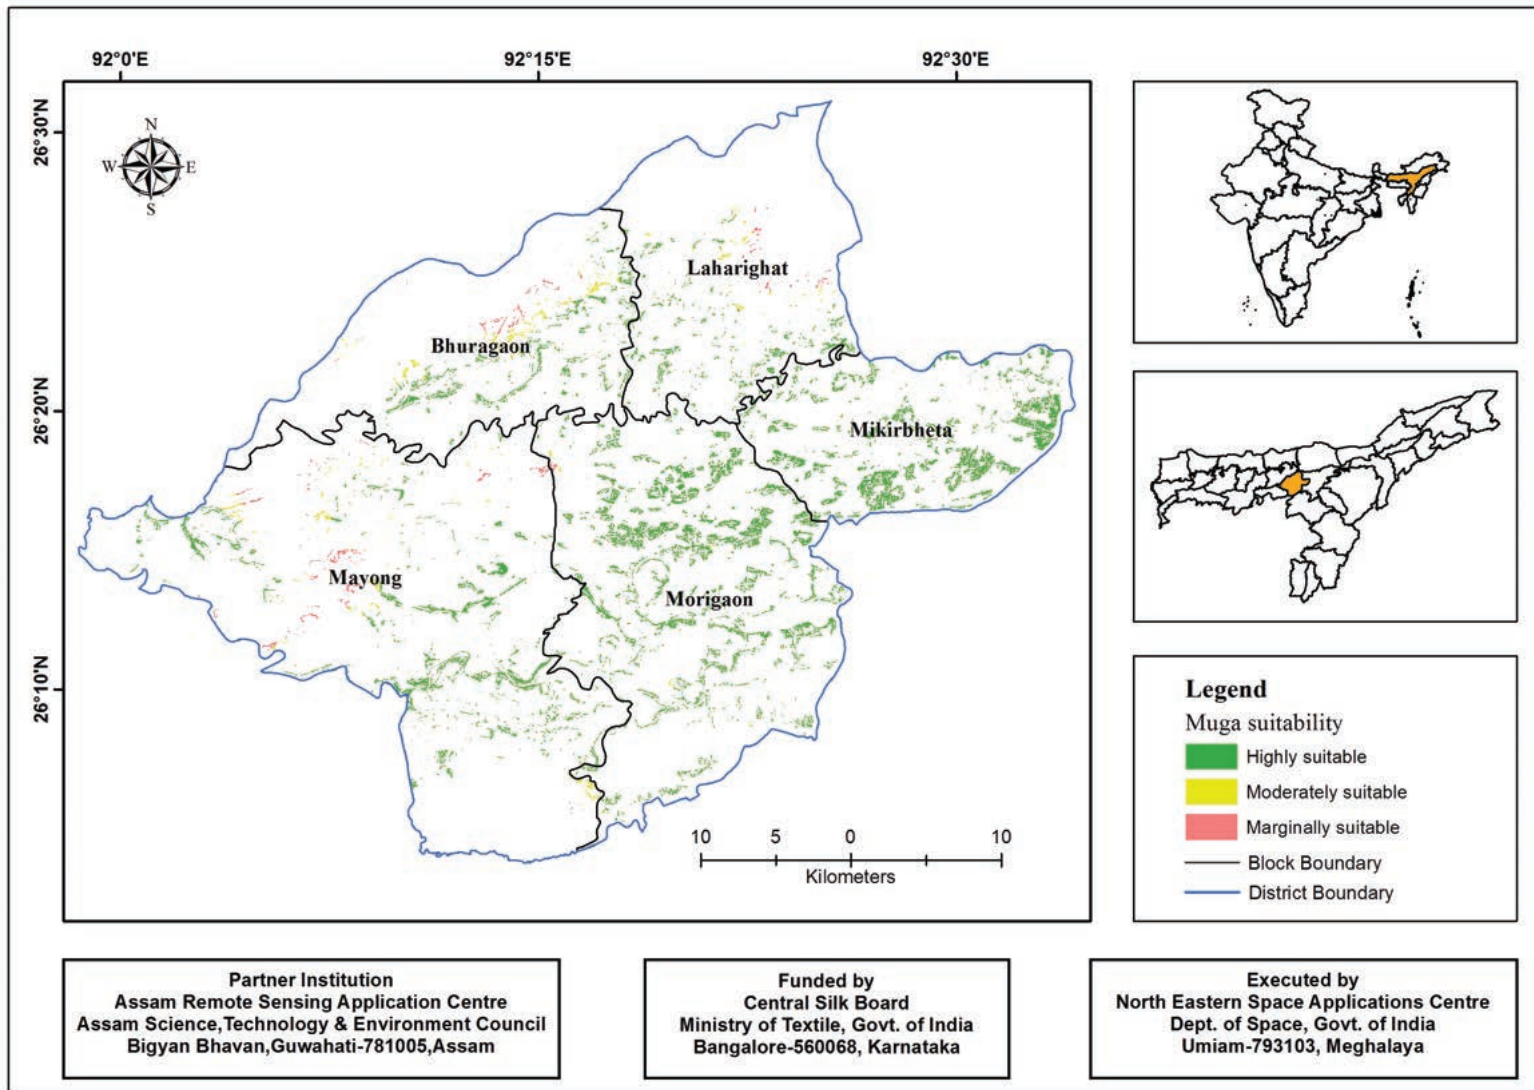 92°0'E
92°15'E
92°30'E
26°30'N
26°20'N
26°10'N
N
W E
S
Laharighat
Bhuragaon
Mikirbheta
Mayong
Morigaon
10 5 0 10
Kilometers
Legend
Muga suitability
Highly suitable
Moderately suitable
Marginally suitable
Block Boundary
District Boundary
Partner Institution
Assam Remote Sensing Application Centre
Assam Science,Technology & Environment Council
Bigyan Bhavan,Guwahati-781005,Assam
Funded by
Central Silk Board
Ministry of Textile, Govt. of India
Bangalore-560068, Karnataka
Executed by
North Eastern Space Applications Centre
Dept. of Space, Govt. of India
Umiam-793103, Meghalaya